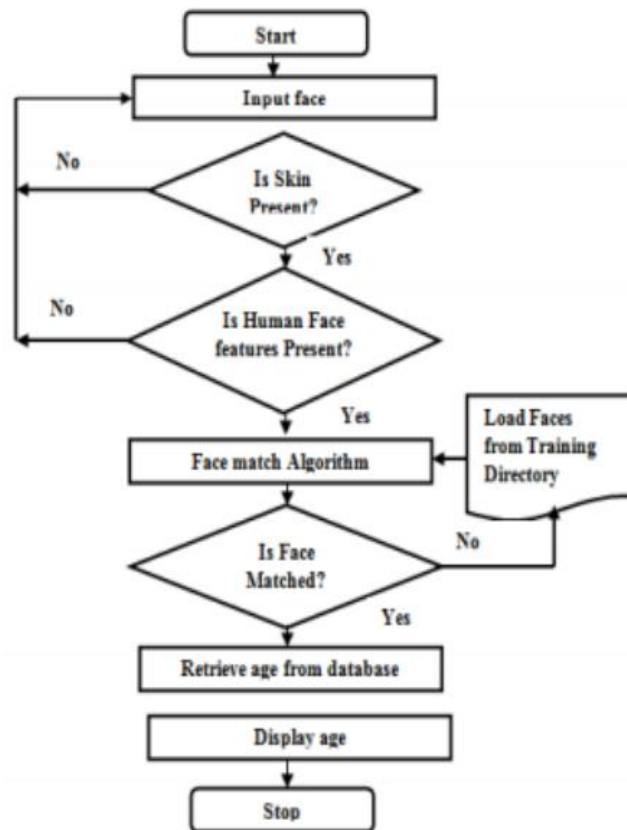 Start
Input face
No
Is Skin
Present?
Yes
No
Is Human Face
features Present?
Yes
Load Faces
from Training
Directory
Face match Algorithm
No
Is Face
Matched?
Yes
Retrieve age from database
Display age
Stop